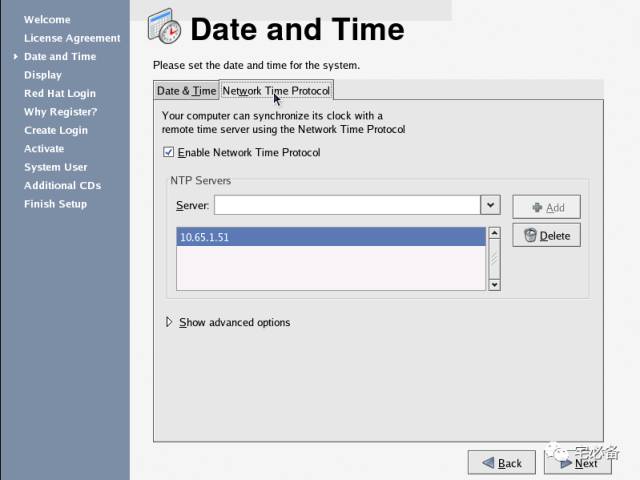 Welcome
License Agreement
Date and Time
Display
Red Hat Login
Why Register?
Create Login
Activate
System User
Additional CDs
Finish Setup
Date and Time
Please set the date and time for the system.
Date & Time
Network Time Protocol
Your computer can synchronize its clock with a
remote time server using the Network Time Protocol
Enable Network Time Protocol
NTP Servers
Server:
Add
10.65.1.51
Delete
Show advanced options
Back
Next
宅必备